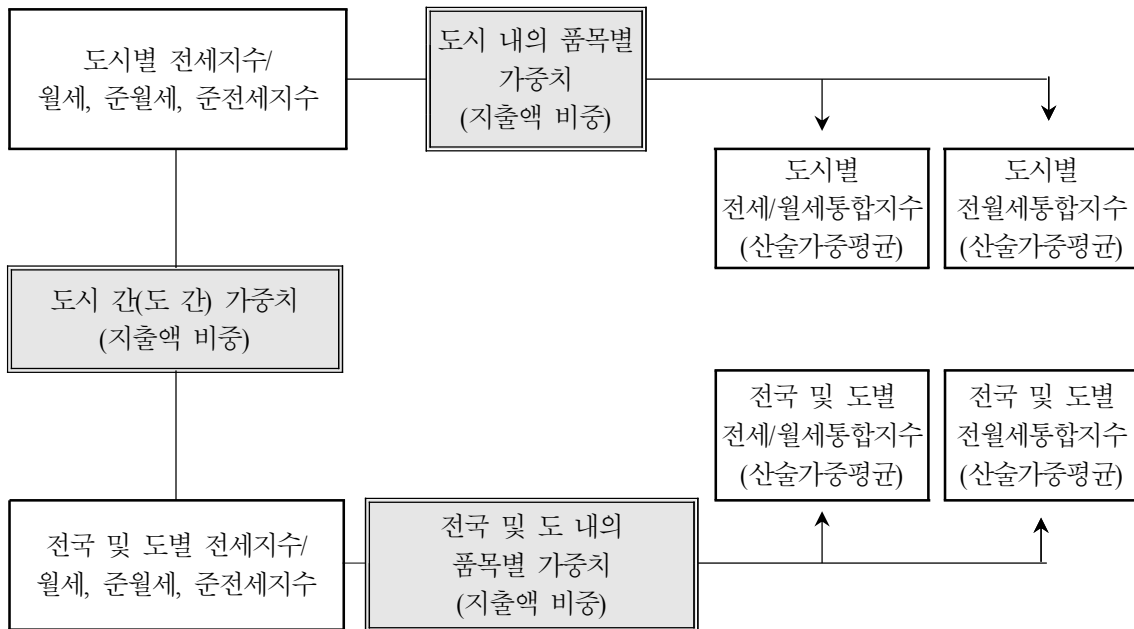 도시별 전세지수/
월세, 준월세, 준전세지수
도시 내의 품목별
가중치
(지출액 비중)
도시별
전세/월세통합지수
(산술가중평균)
도시별
전월세통합지수
(산술가중평균)
도시 간(도 간) 가중치
(지출액 비중)
전국 및 도별
전세/월세통합지수
(산술가중평균)
전국 및 도별
전월세통합지수
(산술가중평균)
전국 및 도별 전세지수/
월세, 준월세, 준전세지수
전국 및 도 내의
품목별 가중치
(지출액 비중)